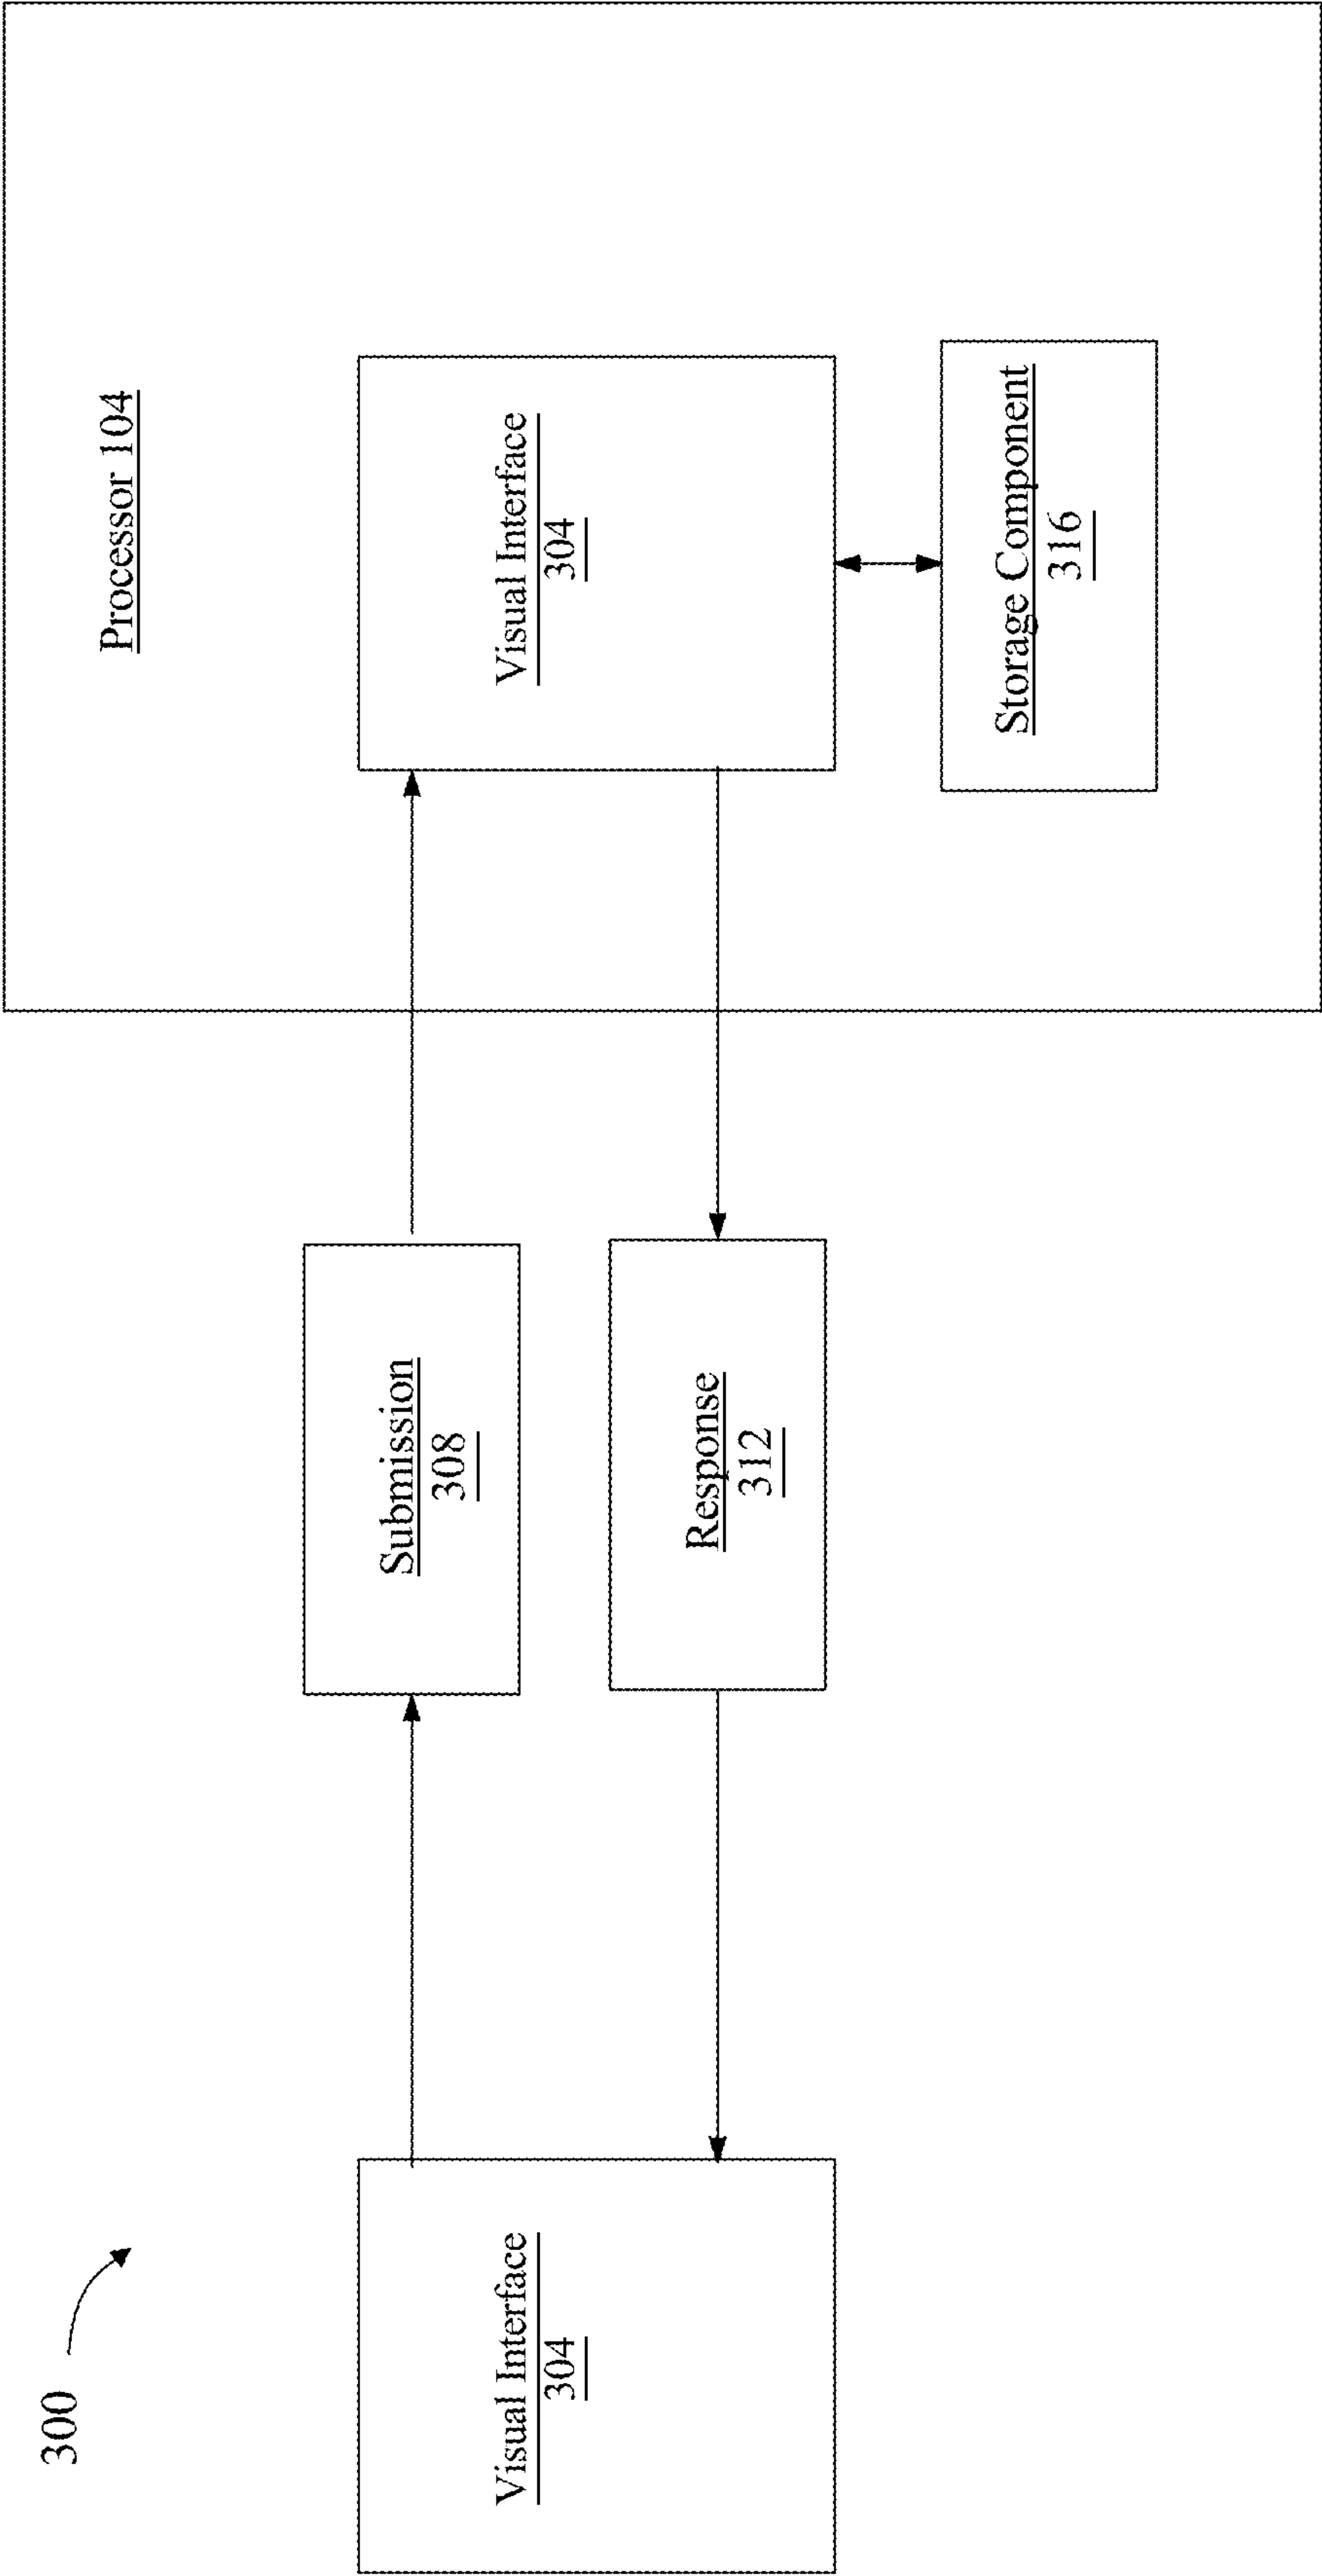 300
Processor 104
Visual Interface
304
Submission
308
Visual Interface
304
Response
312
Storage Component
316